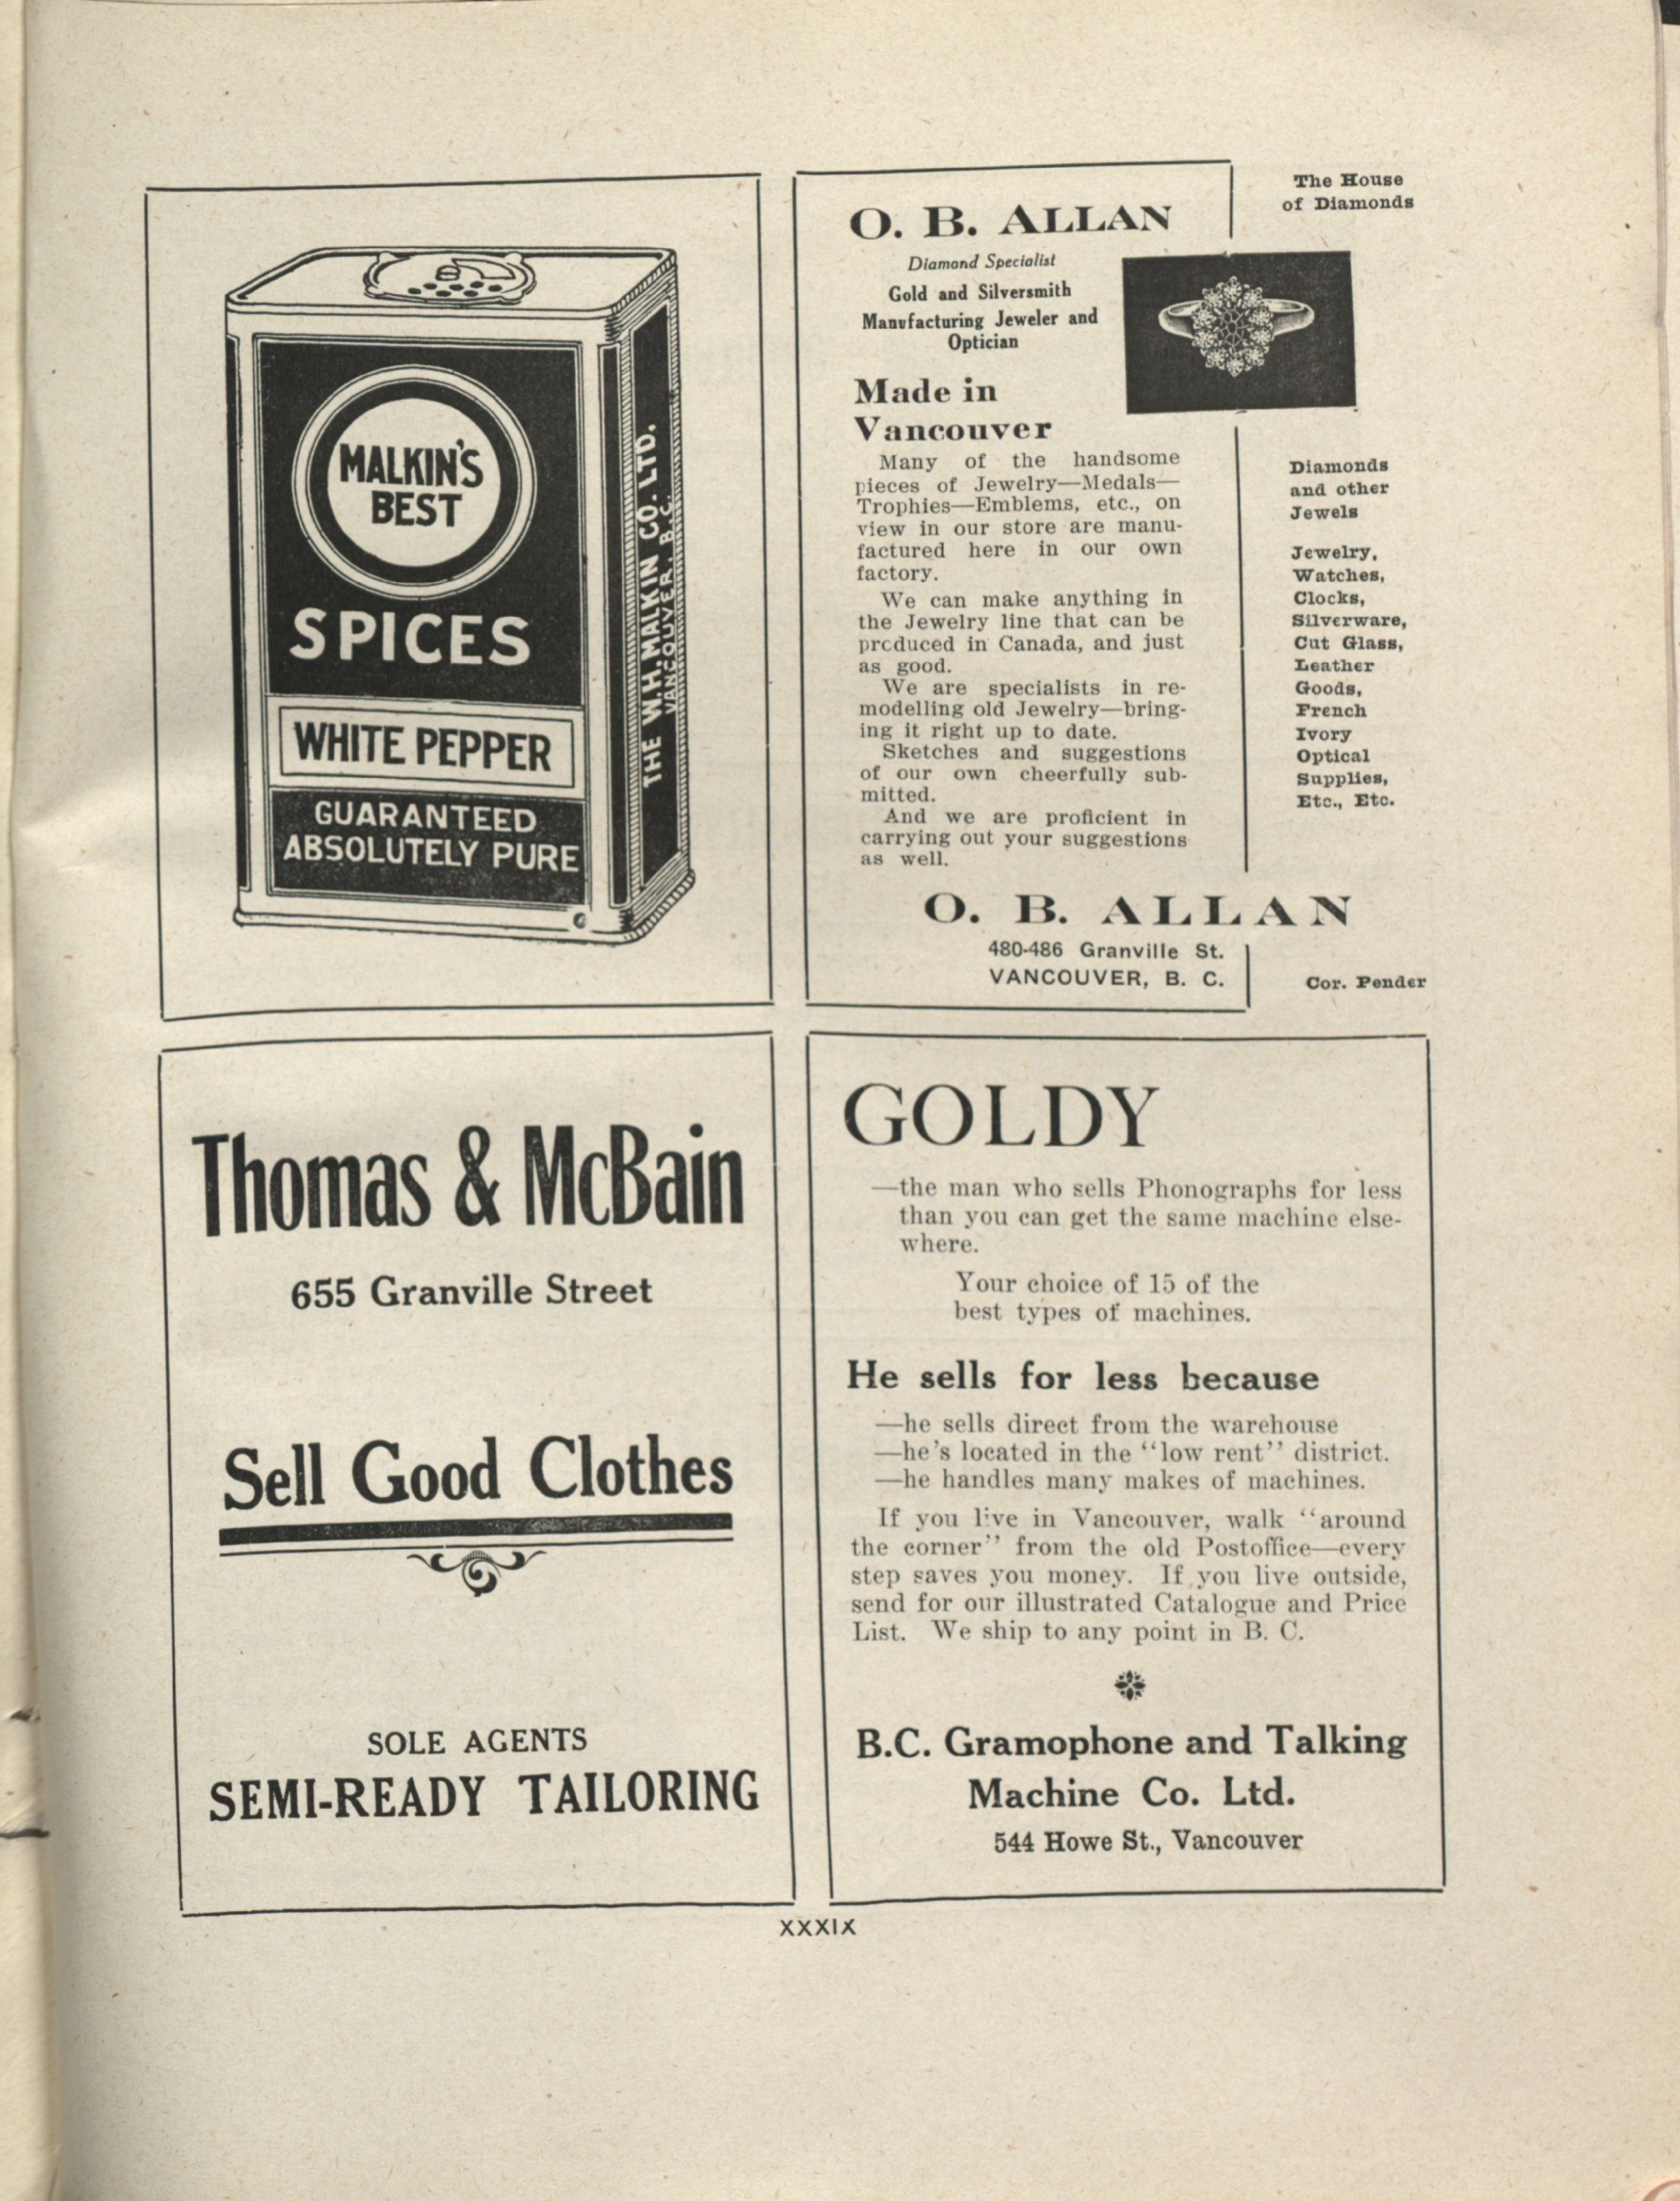 MALKIN'S
BEST
SPICES
WHITE PEPPER
GUARANTEED
ABSOLUTELY PURE
THE W.H. MALKIN CO. LTD.
VANCOUVER, B.C.
The House
of Diamonds
O. B. ALLAN
Diamond Specialist
Gold and Silversmith
Manufacturing Jeweler and
Optician
Made in
Vancouver
Many of the handsome
pieces of Jewelry—Medals—
Trophies—Emblems, etc., on
view in our store are manu-
factured here in our own
factory.
We can make anything in
the Jewelry line that can be
prcduced in Canada, and just
as good.
We are specialists in re-
modelling old Jewelry—bring-
ing it right up to date.
Sketches and suggestions
of our own cheerfully sub-
mitted.
And we are proficient in
carrying out your suggestions
as well.
Diamonds
and other
Jewels
Jewelry,
Watches,
Clocks,
Silverware,
Cut Glass,
Leather
Goods,
French
Ivory
Optical
Supplies,
Etc., Etc.
O. B. ALLAN
480-486 Granville St.
VANCOUVER, B. C.
Cor. Pender
Thomas & McBain
655 Granville Street
Sell Good Clothes
SOLE AGENTS
SEMI-READY TAILORING
GOLDY
—the man who sells Phonographs for less
than you can get the same machine else-
where.
Your choice of 15 of the
best types of machines.
He sells for less because
—he sells direct from the warehouse
—he's located in the "low rent" district.
—he handles many makes of machines.
If you live in Vancouver, walk "around
the corner" from the old Postoffice—every
step saves you money. If you live outside,
send for our illustrated Catalogue and Price
List. We ship to any point in B. C.
B.C. Gramophone and Talking
Machine Co. Ltd.
544 Howe St., Vancouver
XXXIX